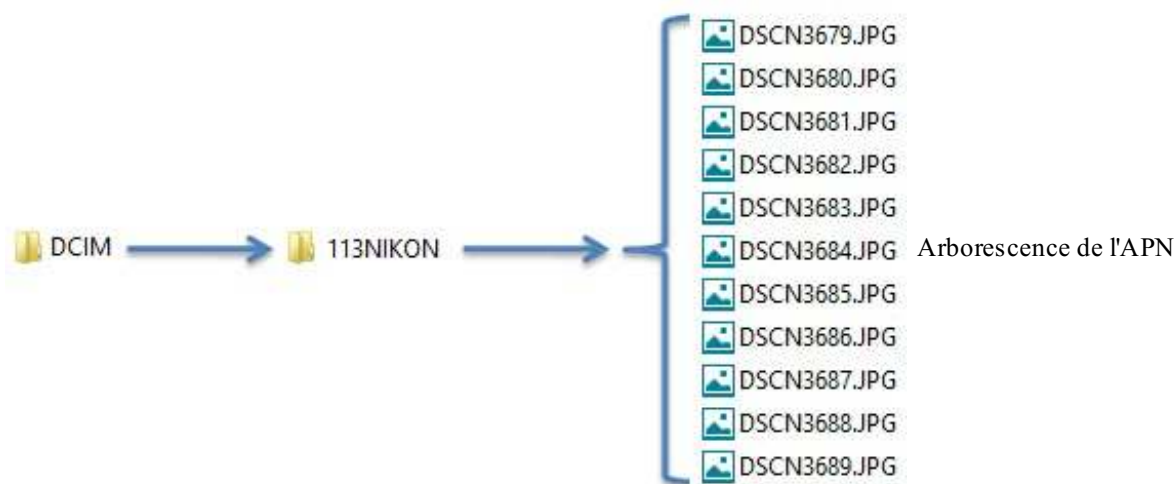 DSCN3679.JPG
DSCN3680.JPG
DSCN3681.JPG
DSCN3682.JPG
DSCN3683.JPG
DCIM 113NIKON DSCN3684.JPG Arborescence de l'APN
DSCN3685.JPG
DSCN3686.JPG
DSCN3687.JPG
DSCN3688.JPG
DSCN3689.JPG